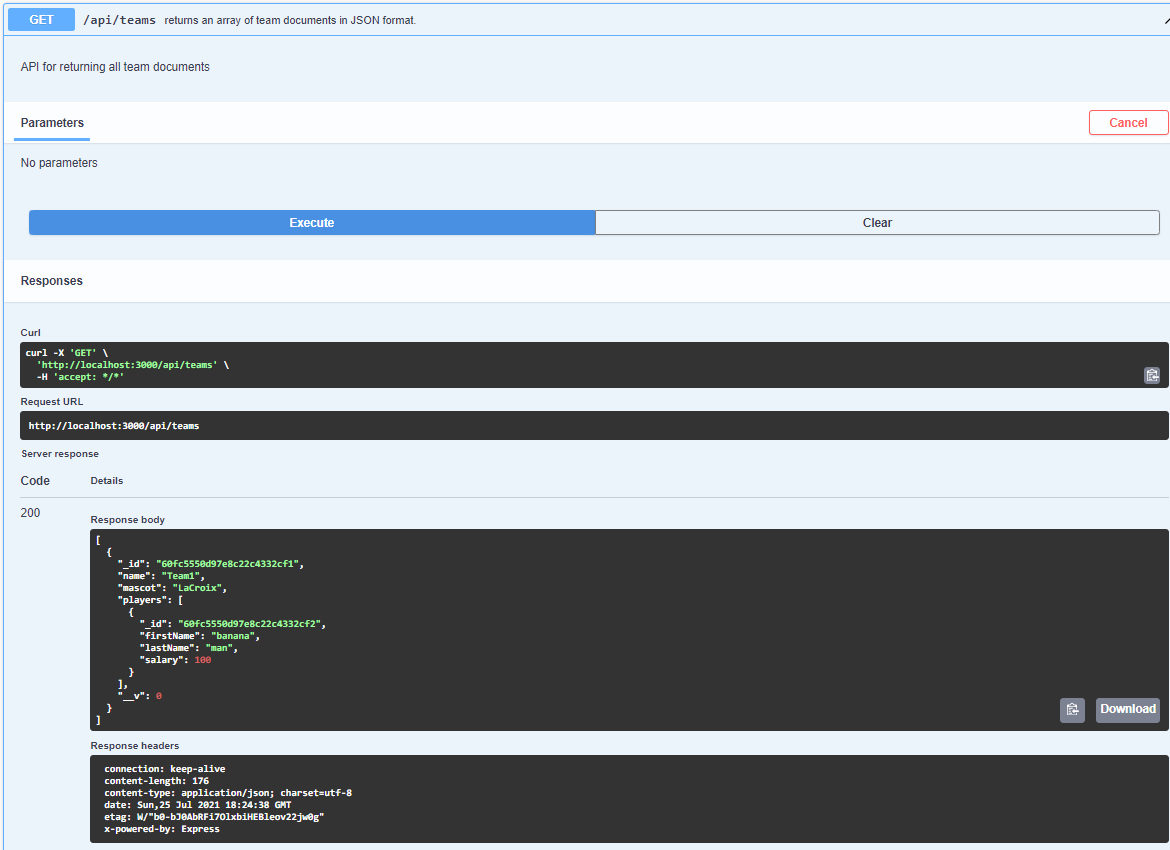 GET /api/teams returns an array of team documents in JSON format.
API for returning all team documents
Parameters Cancel
No parameters
Execute Clear
Responses
Curl
curl -X 'GET' \
'http://localhost:3000/api/teams' \
-H 'accept: */*'
Request URL
http://localhost:3000/api/teams
Server response
Code Details
200
Response body
[
{
"_id": "60fc5550d97e8c22c4332cf1",
"name": "Team1",
"mascot": "LaCroix",
"players": [
{
"_id": "60fc5550d97e8c22c4332cf2",
"firstName": "banana",
"lastName": "man",
"salary": 100
}
],
"__v": 0
}
]
Download
Response headers
connection: keep-alive
content-length: 176
content-type: application/json; charset=utf-8
date: Sun,25 Jul 2021 18:24:38 GMT
etag: W/"b0-bJ0AbRFi7OlxbiHEBleov22jw0g"
x-powered-by: Express